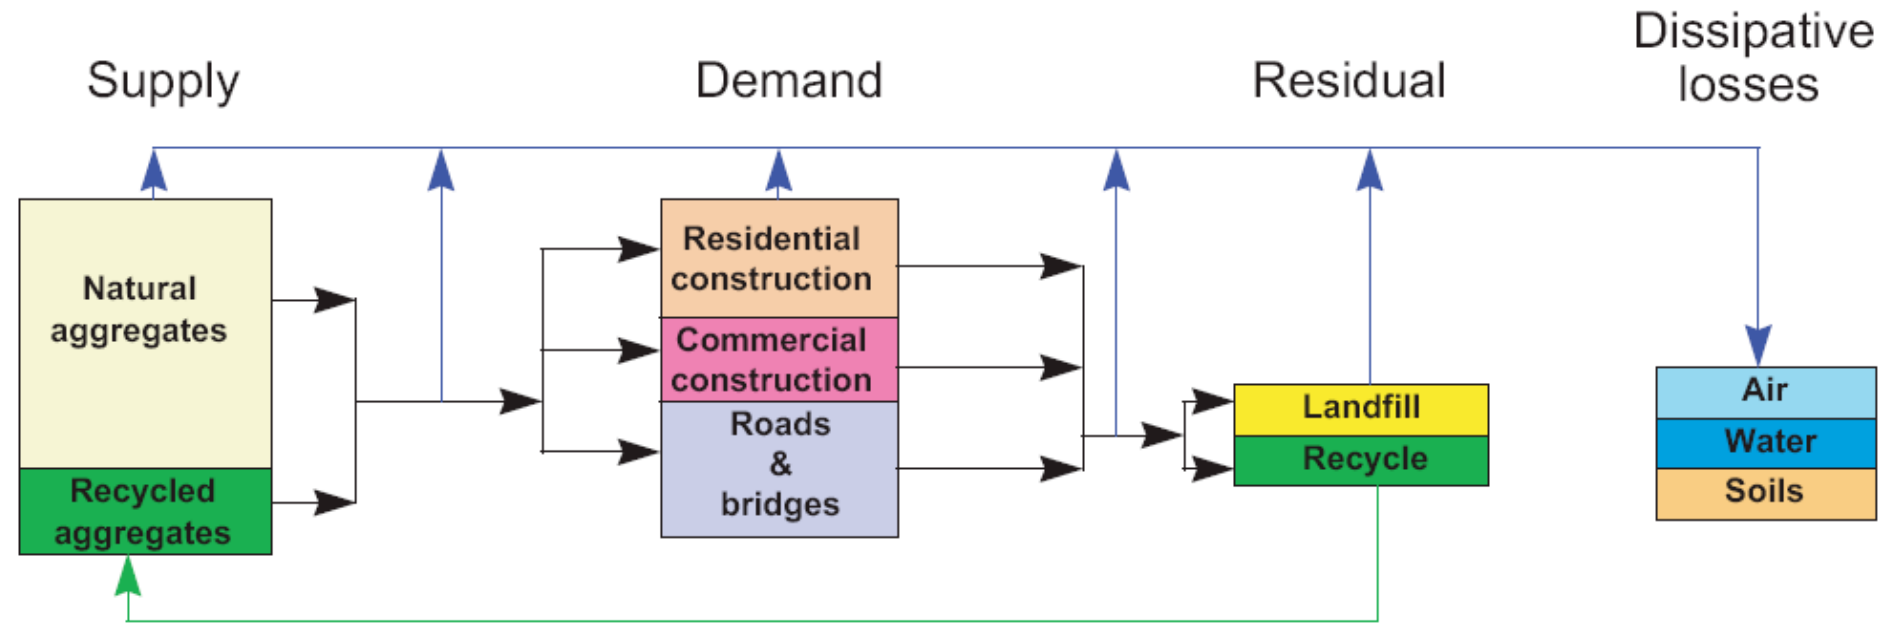 Supply
Demand
Residual
Dissipative
losses
Natural
aggregates
Recycled
aggregates
Residential
construction
Commercial
construction
Roads
&
bridges
Landfill
Recycle
Air
Water
Soils